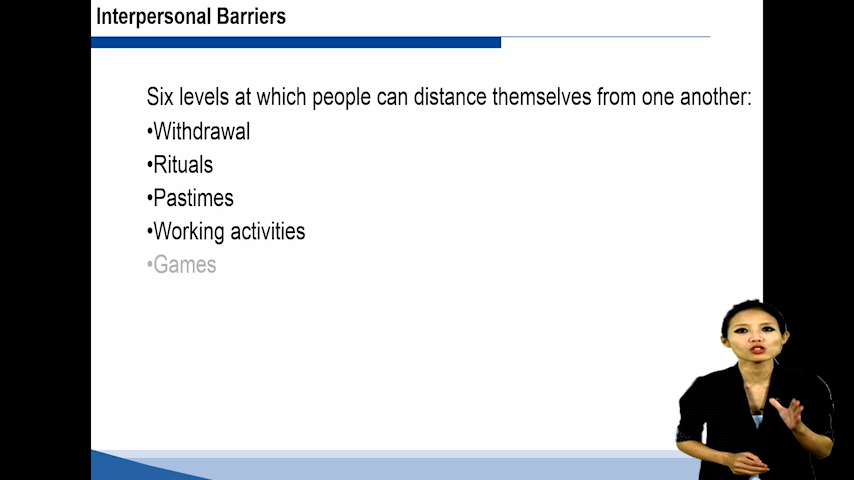 Interpersonal Barriers
Six levels at which people can distance themselves from one another:
•Withdrawal
•Rituals
•Pastimes
•Working activities
•Games